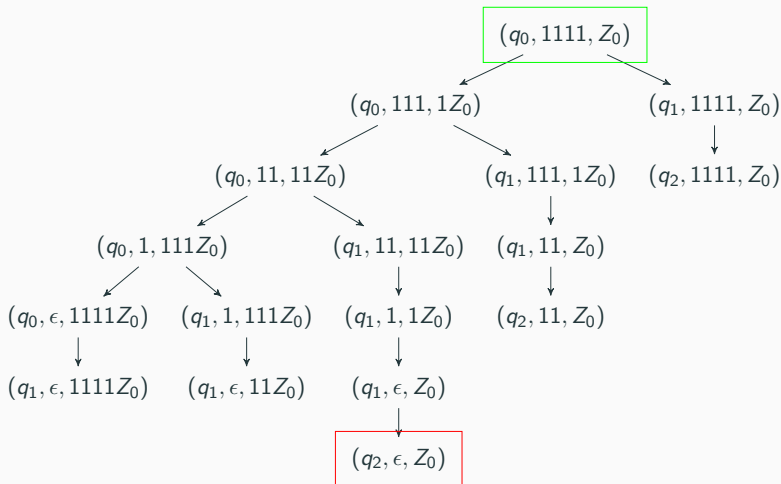 (q₀, 1111, Z₀)
(q₀, 111, 1Z₀) (q₁, 1111, Z₀)
(q₀, 11, 11Z₀) (q₁, 111, 1Z₀) (q₂, 1111, Z₀)
(q₀, 1, 111Z₀) (q₁, 11, 11Z₀) (q₁, 11, Z₀)
(q₀, ϵ, 1111Z₀) (q₁, 1, 111Z₀) (q₁, 1, 1Z₀) (q₂, 11, Z₀)
(q₁, ϵ, 1111Z₀) (q₁, ϵ, 11Z₀) (q₁, ϵ, Z₀)
(q₂, ϵ, Z₀)